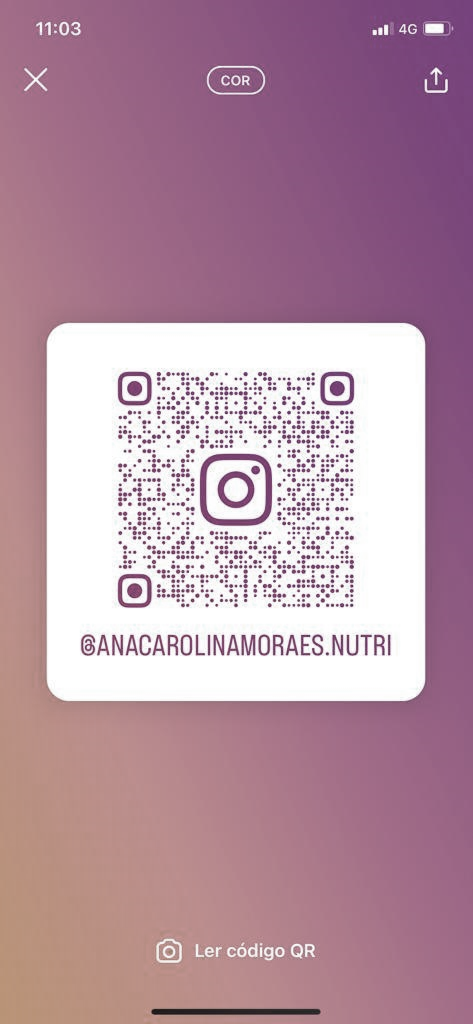 11:03
4G
COR
@ANACAROLINAMORAES.NUTRI
Ler código QR